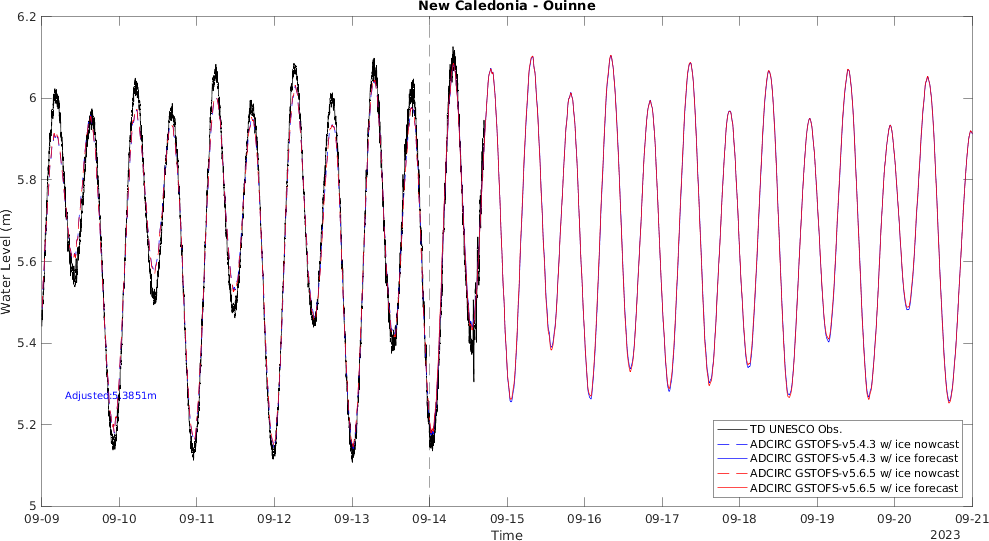 New Caledonia - Ouinne
6.2
6
5.8
5.6
5.4
5.2
5
Water Level (m)
Adjusted:5.3851m
TD UNESCO Obs.
ADCIRC GSTOFS-v5.4.3 w/ ice nowcast
ADCIRC GSTOFS-v5.4.3 w/ ice forecast
ADCIRC GSTOFS-v5.6.5 w/ ice nowcast
ADCIRC GSTOFS-v5.6.5 w/ ice forecast
09-09 09-10 09-11 09-12 09-13 09-14 09-15 09-16 09-17 09-18 09-19 09-20 09-21
Time
2023